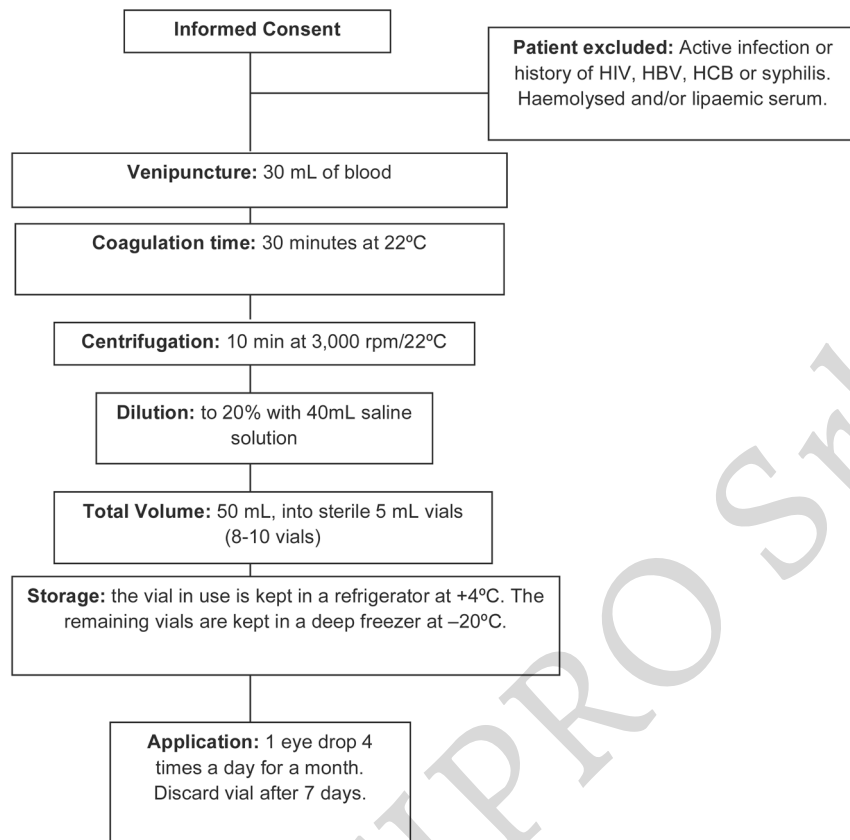 Informed Consent
Patient excluded: Active infection or
history of HIV, HBV, HCB or syphilis.
Haemolysed and/or lipaemic serum.
Venipuncture: 30 mL of blood
Coagulation time: 30 minutes at 22ºC
Centrifugation: 10 min at 3,000 rpm/22ºC
Dilution: to 20% with 40mL saline
solution
Total Volume: 50 mL, into sterile 5 mL vials
(8-10 vials)
Storage: the vial in use is kept in a refrigerator at +4ºC. The
remaining vials are kept in a deep freezer at –20ºC.
Application: 1 eye drop 4
times a day for a month.
Discard vial after 7 days.